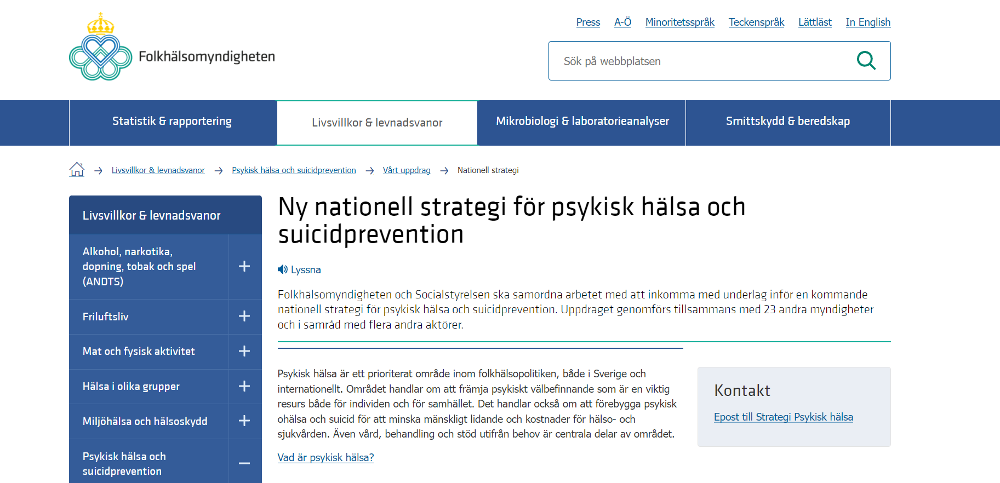 Folkhälsomyndigheten
Press A-Ö Minoritetsspråk Teckenspråk Lättläst In English
Sök på webbplatsen
Statistik & rapportering
Livsvillkor & levnadsvanor
Mikrobiologi & laboratorieanalyser
Smittskydd & beredskap
Livsvillkor & levnadsvanor → Psykisk hälsa och suicidprevention → Vårt uppdrag → Nationell strategi
Livsvillkor & levnadsvanor
Alkohol, narkotika,
dopning, tobak och spel
(ANDTS)
Friluftsliv
Mat och fysisk aktivitet
Hälsa i olika grupper
Miljöhälsa och hälsoskydd
Psykisk hälsa och
suicidprevention
Ny nationell strategi för psykisk hälsa och
suicidprevention
Lyssna
Folkhälsomyndigheten och Socialstyrelsen ska samordna arbetet med att inkomma med underlag inför en kommande
nationell strategi för psykisk hälsa och suicidprevention. Uppdraget genomförs tillsammans med 23 andra myndigheter
och i samråd med flera andra aktörer.
Psykisk hälsa är ett prioriterat område inom folkhälsopolitiken, både i Sverige och
internationellt. Området handlar om att främja psykiskt välbefinnande som är en viktig
resurs både för individen och för samhället. Det handlar också om att förebygga psykisk
ohälsa och suicid för att minska mänskligt lidande och kostnader för hälso- och
sjukvården. Även vård, behandling och stöd utifrån behov är centrala delar av området.
Vad är psykisk hälsa?
Kontakt
Epost till Strategi Psykisk hälsa